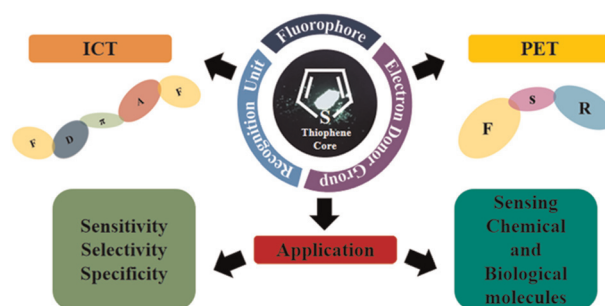 ICT
F
D
π
A
F
Fluorophore
Recognition Unit
Electron Donor Group
S
Thiophene
Core
PET
F
s
R
Sensitivity
Selectivity
Specificity
Application
Sensing
Chemical
and
Biological
molecules